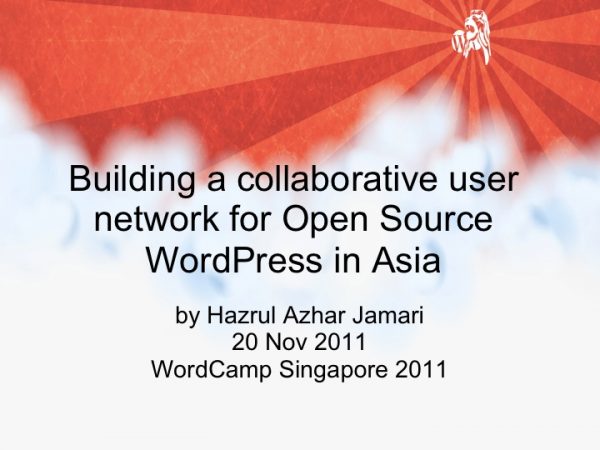 Building a collaborative user
network for Open Source
WordPress in Asia
by Hazrul Azhar Jamari
20 Nov 2011
WordCamp Singapore 2011